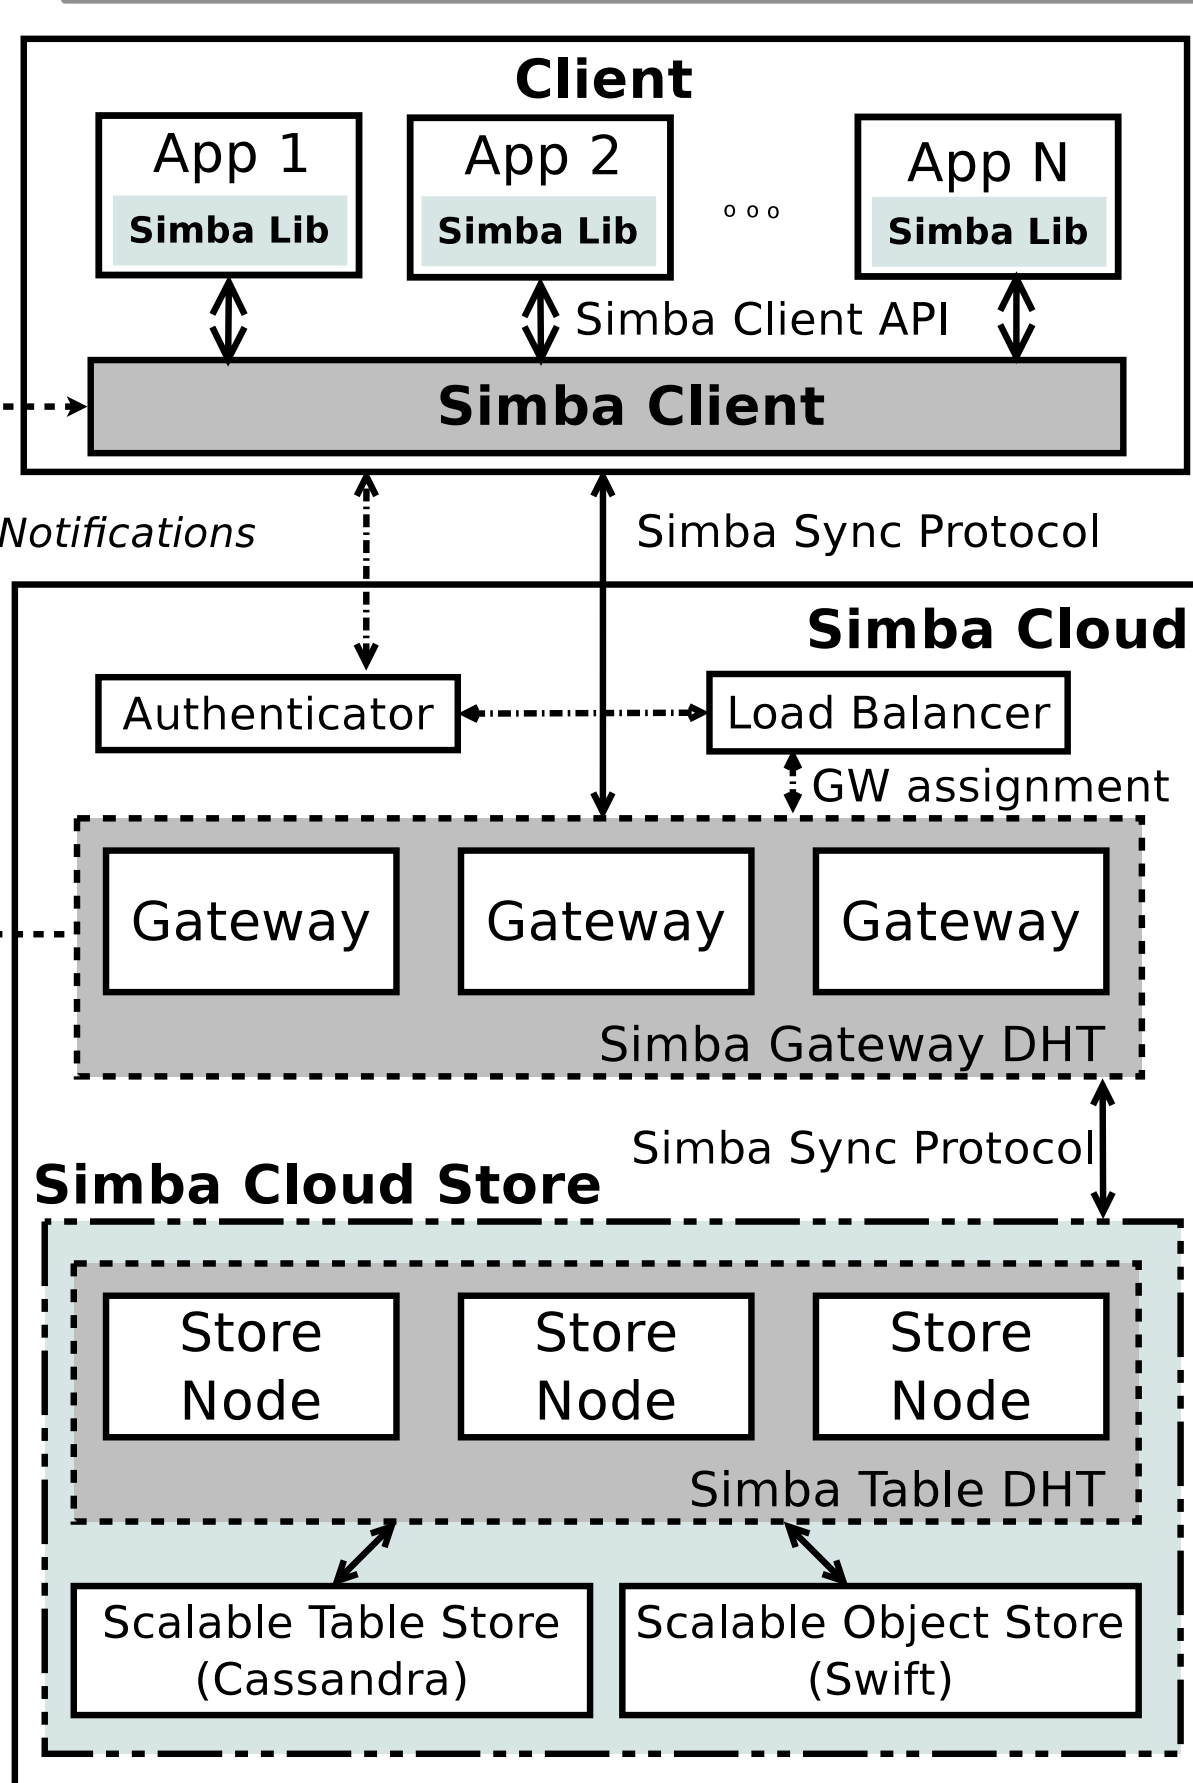 Client
App 1
Simba Lib
App 2
Simba Lib
o o o
App N
Simba Lib
Simba Client API
Simba Client
Notifications
Simba Sync Protocol
Simba Cloud
Authenticator
Load Balancer
GW assignment
Gateway
Gateway
Gateway
Simba Gateway DHT
Simba Sync Protocol
Simba Cloud Store
Store
Node
Store
Node
Store
Node
Simba Table DHT
Scalable Table Store
(Cassandra)
Scalable Object Store
(Swift)